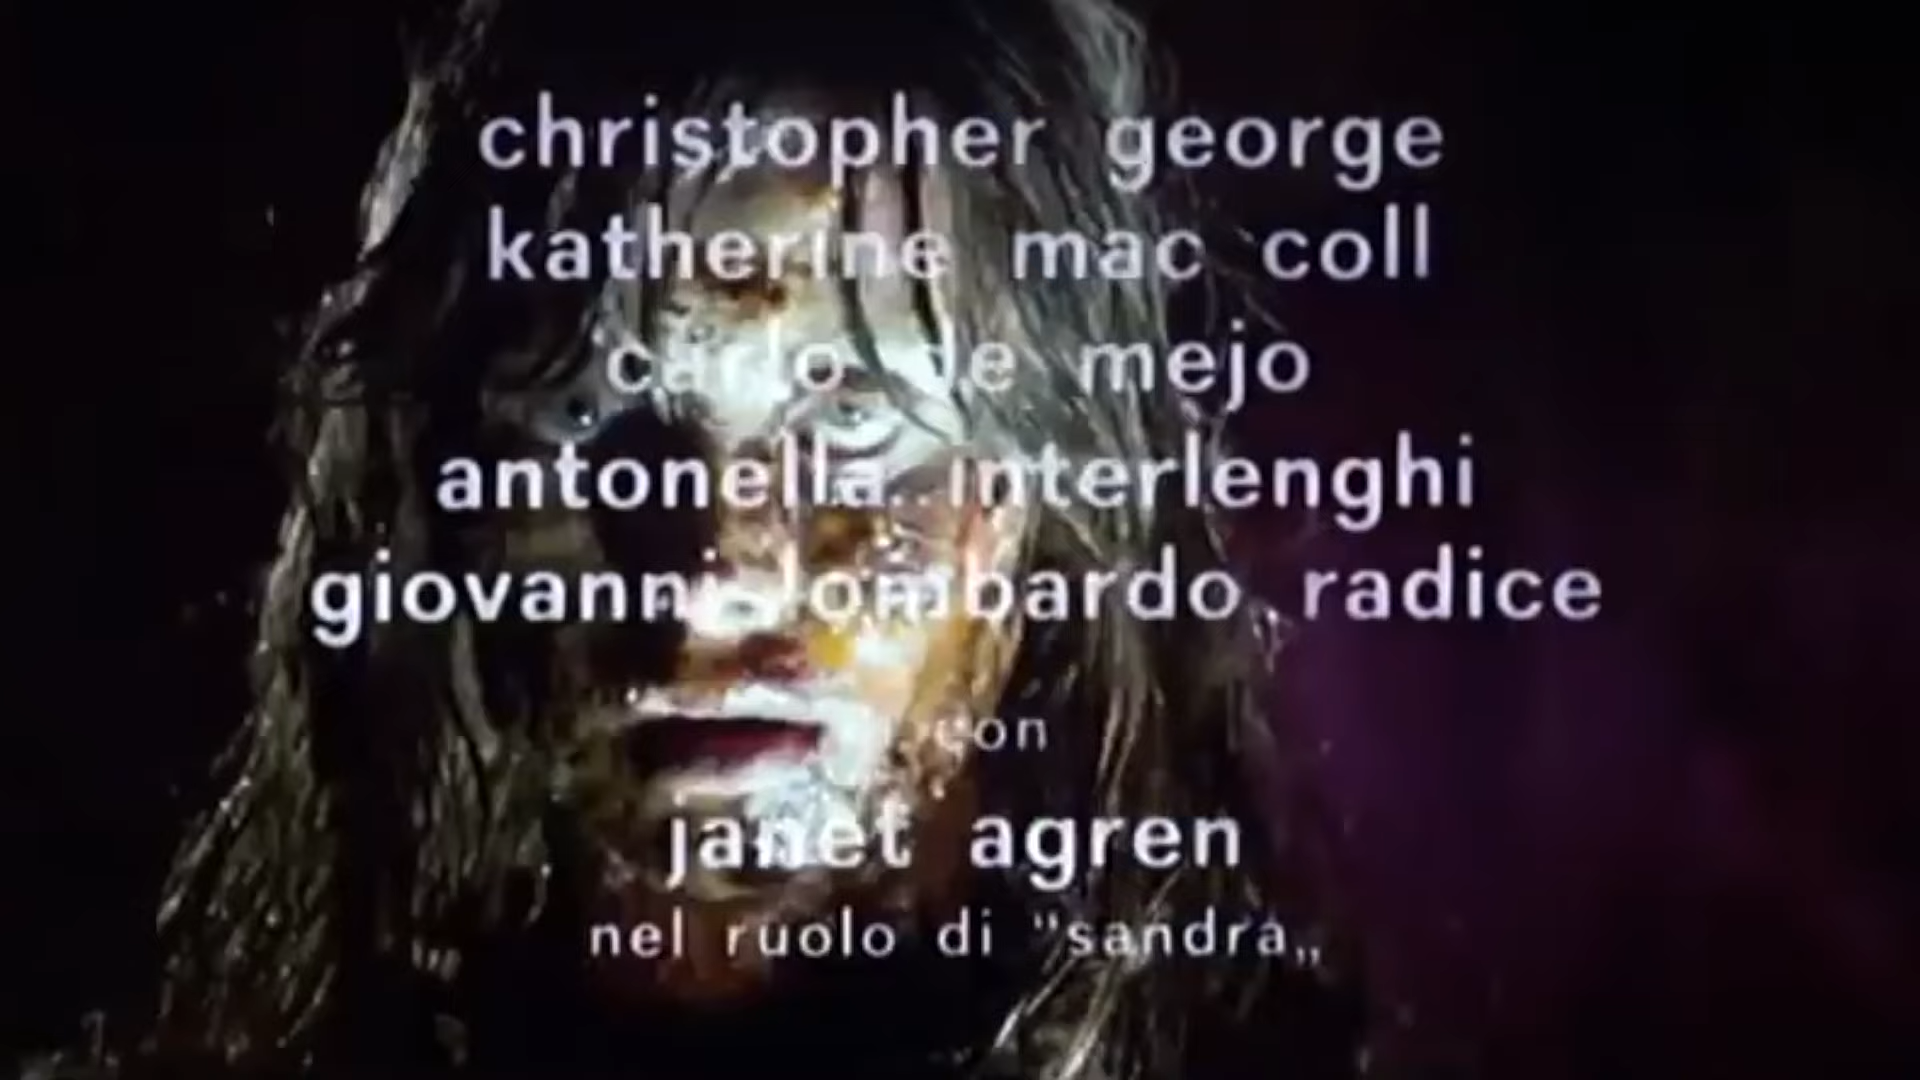 christopher george
katherine mac coll
carlo de mejo
antonella interlenghi
giovanni lombardo radice
con
janet agren
nel ruolo di "sandra„